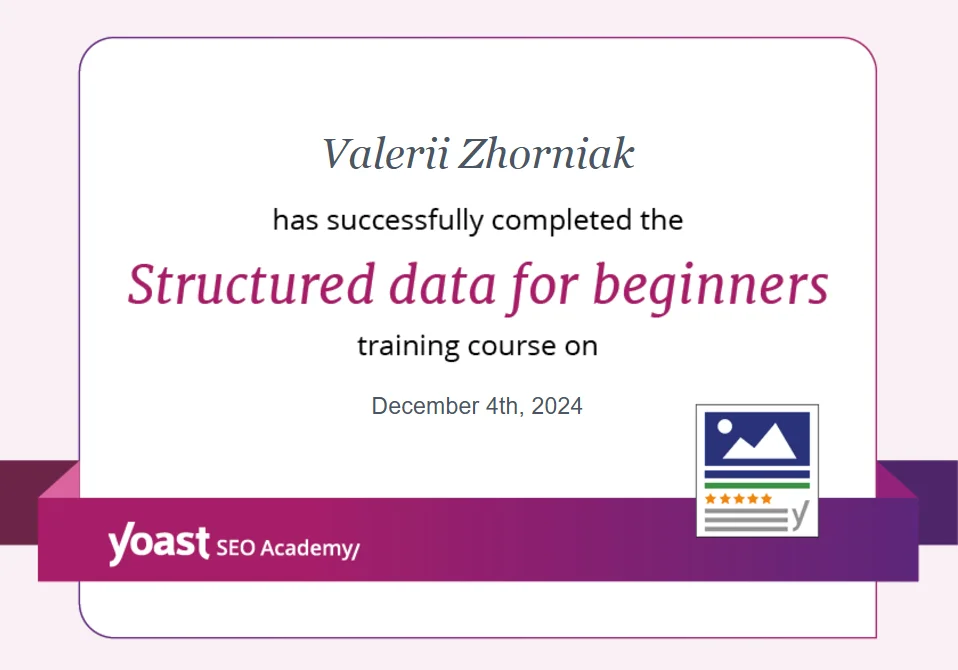 Valerii Zhorniak
has successfully completed the
Structured data for beginners
training course on
December 4th, 2024
y
yoast SEO Academy/